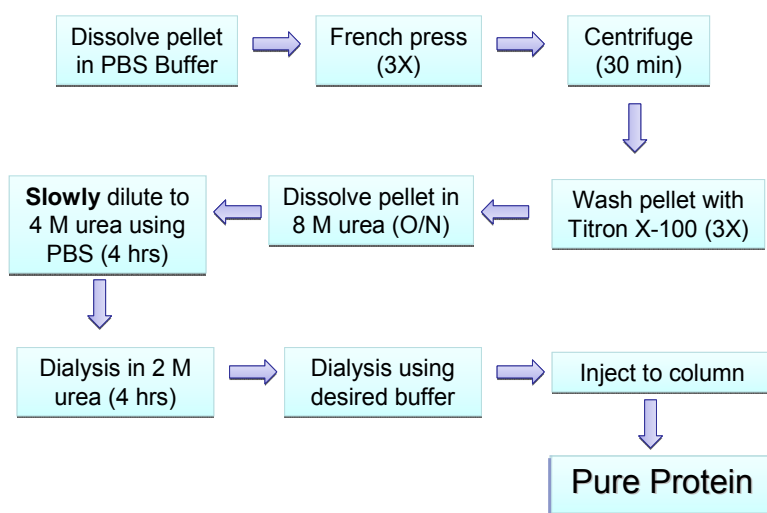 Dissolve pellet
in PBS Buffer
French press
(3X)
Centrifuge
(30 min)
Wash pellet with
Titron X-100 (3X)
Dissolve pellet in
8 M urea (O/N)
Slowly dilute to
4 M urea using
PBS (4 hrs)
Dialysis in 2 M
urea (4 hrs)
Dialysis using
desired buffer
Inject to column
Pure Protein